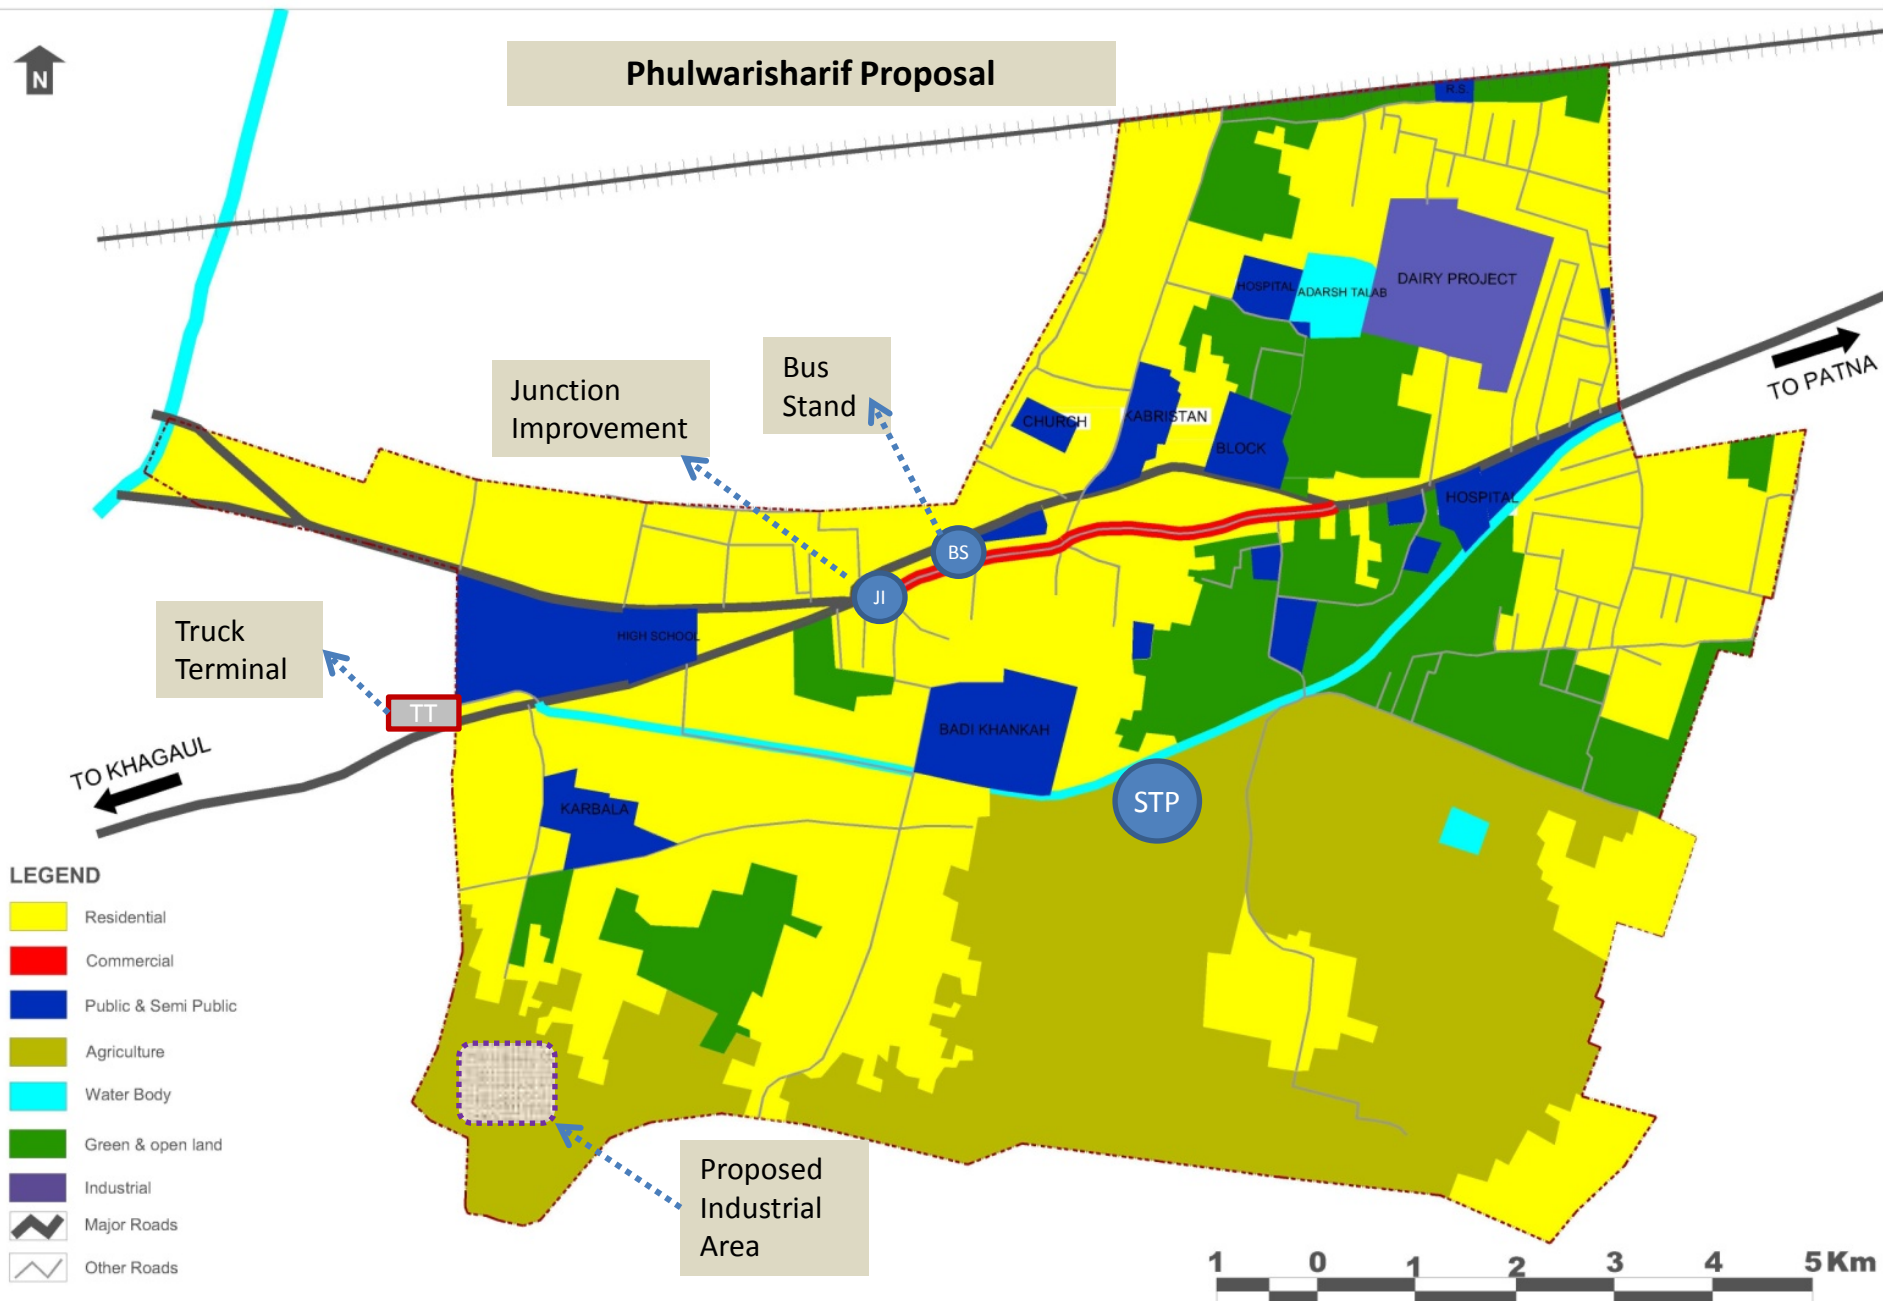 N
Phulwarisharif Proposal
R.S.
DAIRY PROJECT
HOSPITAL
ADARSH TALAB
TO PATNA
Bus
Stand
Junction
Improvement
CHURCH
KABRISTAN
BLOCK
HOSPITAL
BS
JI
HIGH SCHOOL
Truck
Terminal
TT
BADI KHANKAH
TO KHAGAUL
STP
KARBALA
LEGEND
Residential
Commercial
Public & Semi Public
Agriculture
Water Body
Green & open land
Industrial
Major Roads
Other Roads
Proposed
Industrial
Area
1 0 1 2 3 4 5 Km